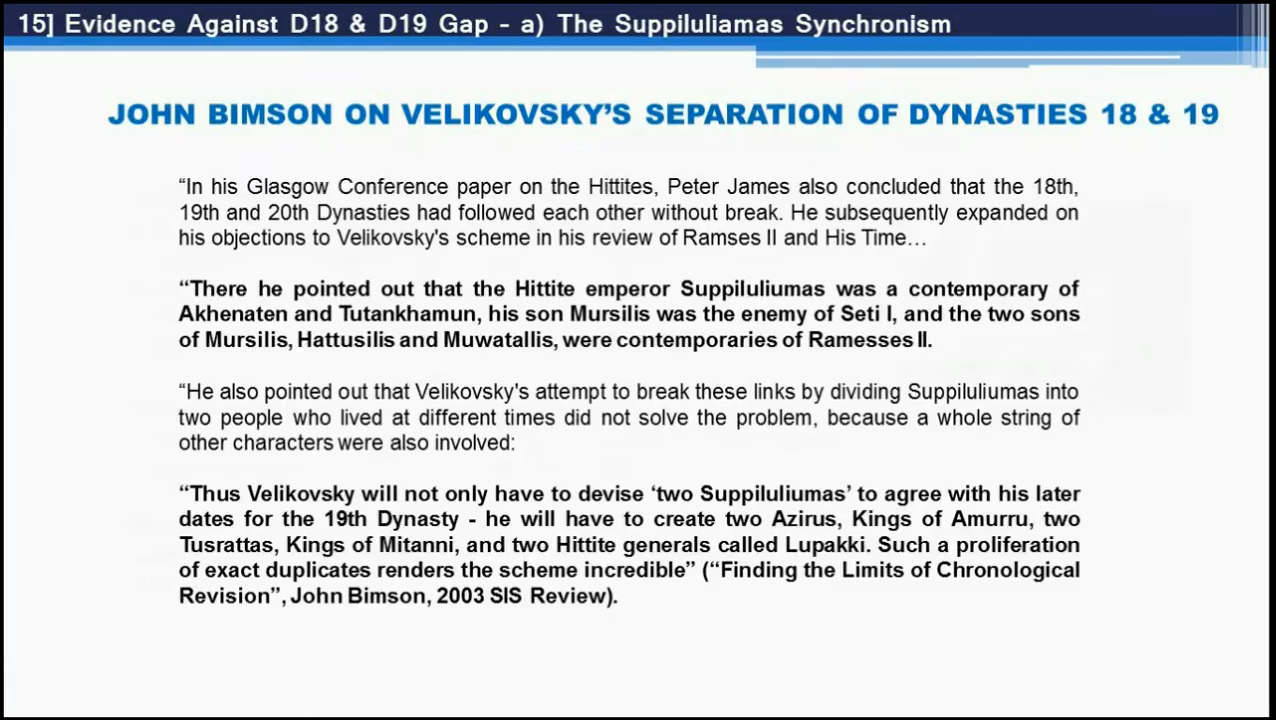 15] Evidence Against D18 & D19 Gap – a) The Suppiluliamas Synchronism
JOHN BIMSON ON VELIKOVSKY’S SEPARATION OF DYNASTIES 18 & 19
“In his Glasgow Conference paper on the Hittites, Peter James also concluded that the 18th,
19th and 20th Dynasties had followed each other without break. He subsequently expanded on
his objections to Velikovsky's scheme in his review of Ramses II and His Time…
“There he pointed out that the Hittite emperor Suppiluliumas was a contemporary of
Akhenaten and Tutankhamun, his son Mursilis was the enemy of Seti I, and the two sons
of Mursilis, Hattusilis and Muwatallis, were contemporaries of Ramesses II.
“He also pointed out that Velikovsky's attempt to break these links by dividing Suppiluliumas into
two people who lived at different times did not solve the problem, because a whole string of
other characters were also involved:
“Thus Velikovsky will not only have to devise ‘two Suppiluliumas’ to agree with his later
dates for the 19th Dynasty - he will have to create two Azirus, Kings of Amurru, two
Tusrattas, Kings of Mitanni, and two Hittite generals called Lupakki. Such a proliferation
of exact duplicates renders the scheme incredible” (“Finding the Limits of Chronological
Revision”, John Bimson, 2003 SIS Review).